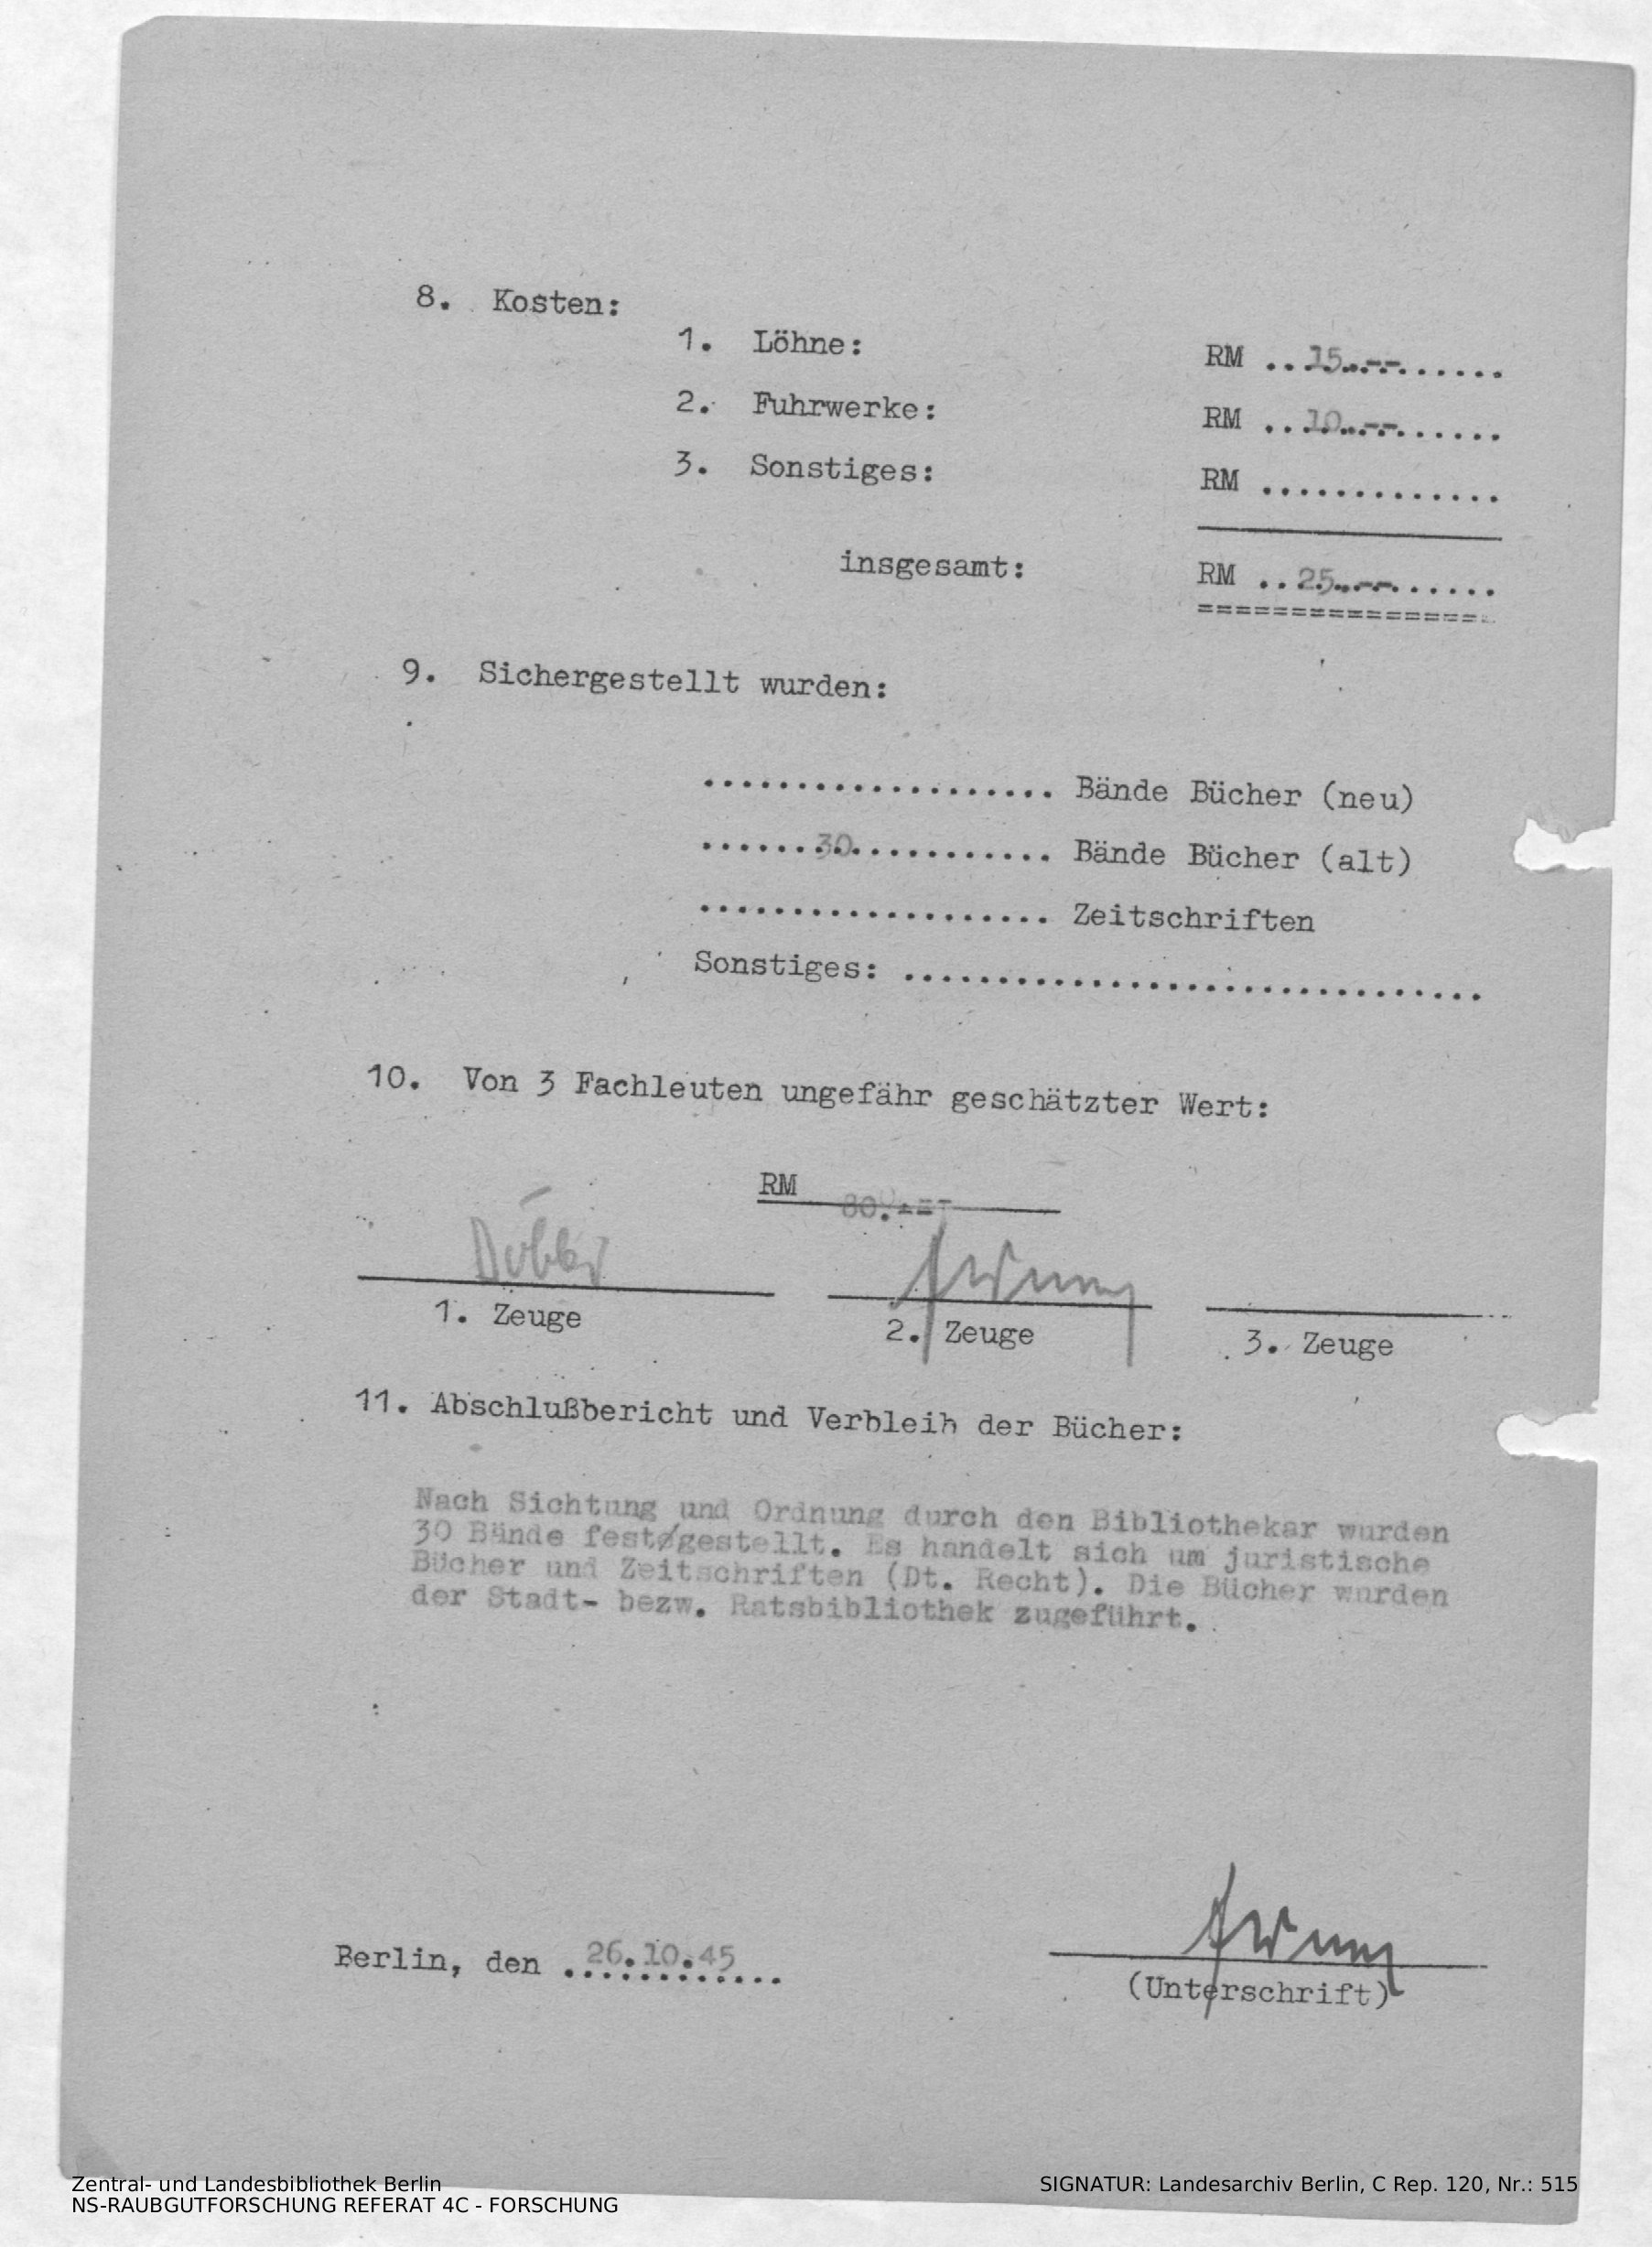 8. Kosten:
1. Löhne: RM ...15.--.......
2. Fuhrwerke: RM ...10.--.......
3. Sonstiges: RM .............
insgesamt: RM ..25.--.......
================
9. Sichergestellt wurden:
................... Bände Bücher (neu)
.......30........... Bände Bücher (alt)
................... Zeitschriften
Sonstiges: .................................
10. Von 3 Fachleuten ungefähr geschätzter Wert:
RM
1. Zeuge 2. Zeuge 3. Zeuge
11. Abschlußbericht und Verbleib der Bücher:
Nach Sichtung und Ordnung durch den Bibliothekar wurden
30 Bände festgestellt. Es handelt sich um juristische
Bücher und Zeitschriften (Dt. Recht). Die Bücher wurden
der Stadt- bezw. Ratsbibliothek zugeführt.
Berlin, den 26.10.45
(Unterschrift)
Zentral- und Landesbibliothek Berlin
NS-RAUBGUTFORSCHUNG REFERAT 4C - FORSCHUNG
SIGNATUR: Landesarchiv Berlin, C Rep. 120, Nr.: 515